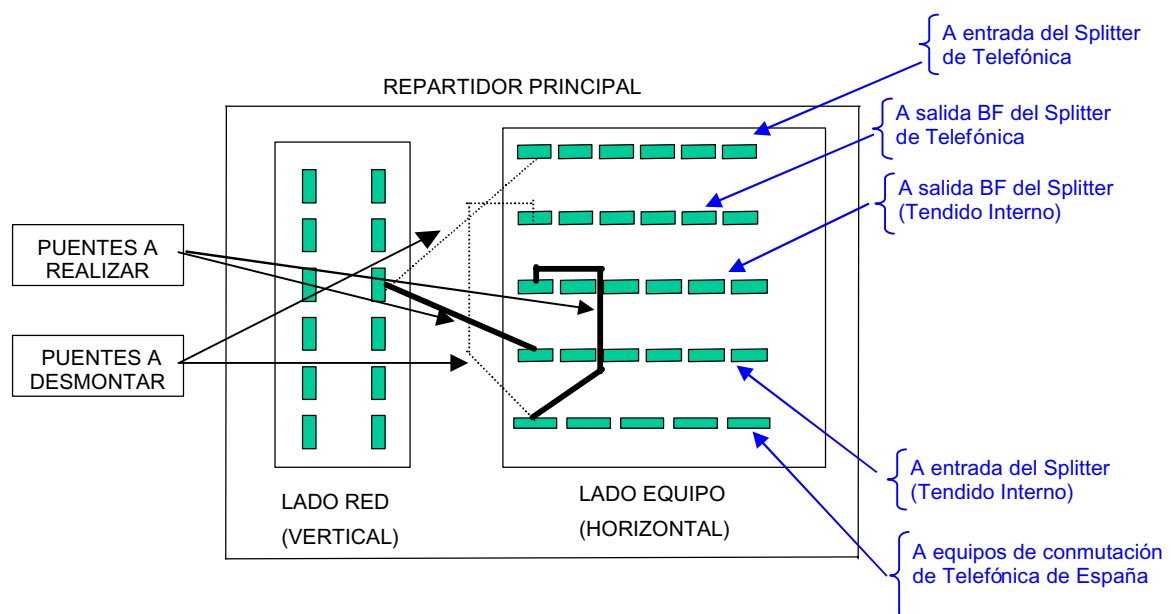 A entrada del Splitter
de Telefónica
REPARTIDOR PRINCIPAL
A salida BF del Splitter
de Telefónica
A salida BF del Splitter
(Tendido Interno)
PUENTES A
REALIZAR
PUENTES A
DESMONTAR
A entrada del Splitter
(Tendido Interno)
LADO RED
(VERTICAL)
LADO EQUIPO
(HORIZONTAL)
A equipos de conmutación
de Telefónica de España